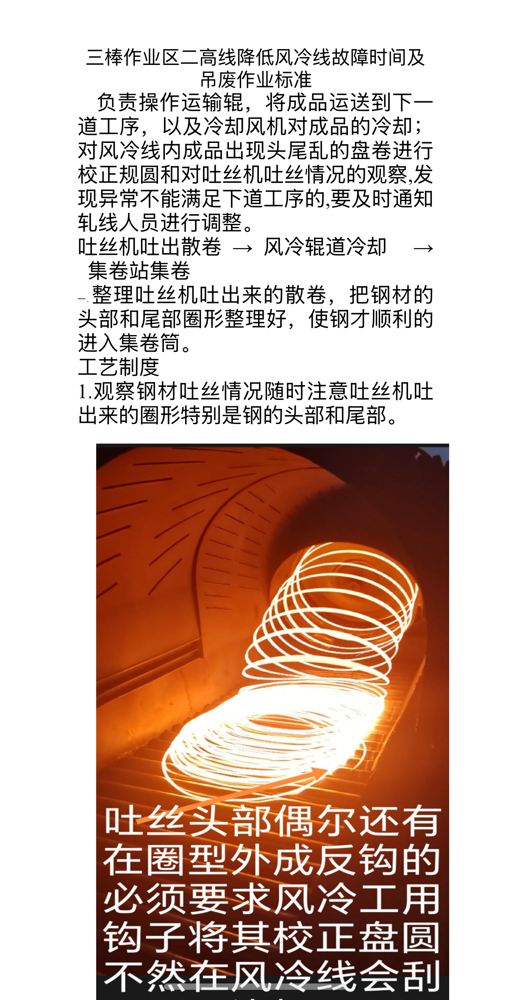 三棒作业区二高线降低风冷线故障时间及
吊废作业标准
负责操作运输辊，将成品运送到下一
道工序，以及冷却风机对成品的冷却；
对风冷线内成品出现头尾乱的盘卷进行
校正规圆和对吐丝机吐丝情况的观察,发
现异常不能满足下道工序的,要及时通知
轧线人员进行调整。
吐丝机吐出散卷 → 风冷辊道冷却 →
集卷站集卷
一.整理吐丝机吐出来的散卷，把钢材的
头部和尾部圈形整理好，使钢才顺利的
进入集卷筒。
工艺制度
1.观察钢材吐丝情况随时注意吐丝机吐
出来的圈形特别是钢的头部和尾部。
吐丝头部偶尔还有
在圈型外成反钩的
必须要求风冷工用
钩子将其校正盘圆
不然在风冷线会刮